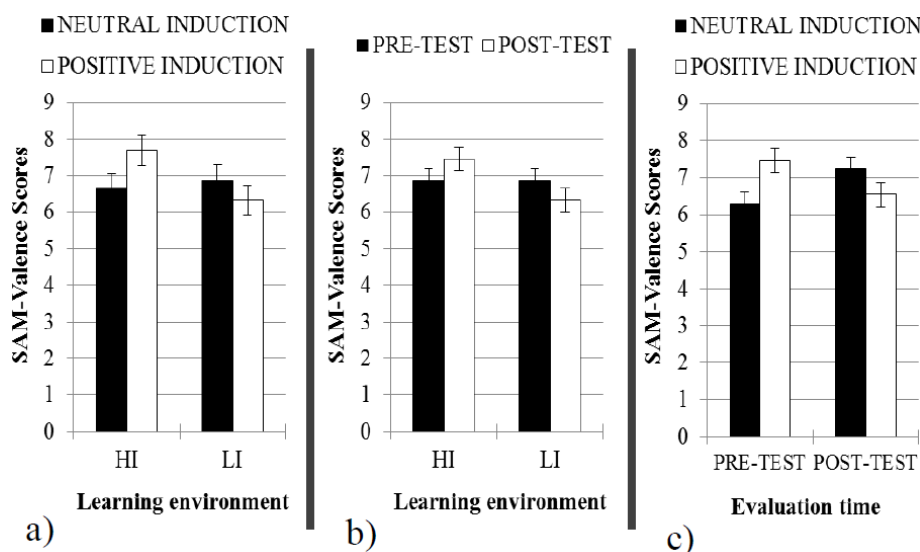 ■NEUTRAL INDUCTION
□POSITIVE INDUCTION
SAM-Valence Scores
9
8
7
6
5
4
3
2
1
0
HI LI
Learning environment
a)
■PRE-TEST □POST-TEST
SAM-Valence Scores
9
8
7
6
5
4
3
2
1
0
HI LI
Learning environment
b)
■NEUTRAL INDUCTION
□POSITIVE INDUCTION
SAM-Valence Scores
9
8
7
6
5
4
3
2
1
0
PRE-TEST POST-TEST
Evaluation time
c)